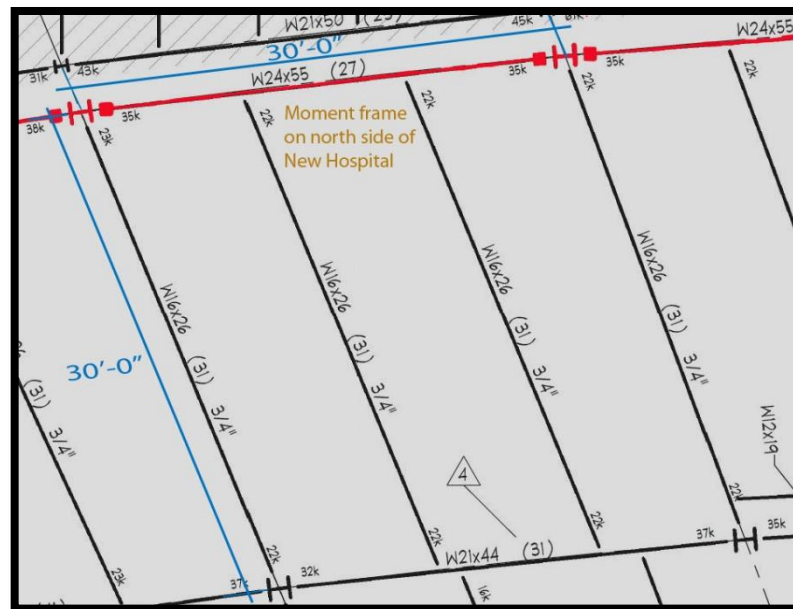 W21x50 (25)
45k
61k
30'-0"
W24x55
31k
43k
W24x55 (27)
35k
35k
38k
35k
22k
22k
22k
22k
23k
Moment frame
on north side of
New Hospital
W16x26 (31) 3/4"
W16x26 (31) 3/4"
W16x26 (31) 3/4"
W16x26 (31) 3/4"
30'-0"
(31) 3/4"
W12x19
4
22k
22k
22k
22k
23k
37k
35k
W21x44 (31)
37k
32k
16k